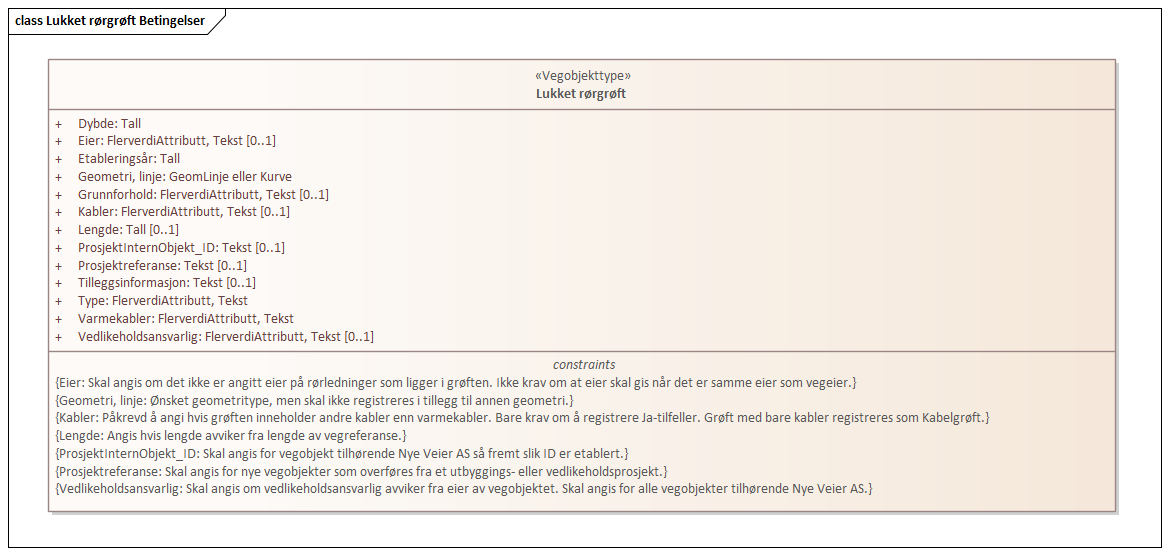 class Lukket rørgrøft Betingelser
«Vegobjekttype»
Lukket rørgrøft
+ Dybde: Tall
+ Eier: FlerverdiAttributt, Tekst [0..1]
+ Etableringsår: Tall
+ Geometri, linje: GeomLinje eller Kurve
+ Grunnforhold: FlerverdiAttributt, Tekst [0..1]
+ Kabler: FlerverdiAttributt, Tekst [0..1]
+ Lengde: Tall [0..1]
+ ProsjektInternObjekt_ID: Tekst [0..1]
+ Prosjektreferanse: Tekst [0..1]
+ Tilleggsinformasjon: Tekst [0..1]
+ Type: FlerverdiAttributt, Tekst
+ Varmekabler: FlerverdiAttributt, Tekst
+ Vedlikeholdsansvarlig: FlerverdiAttributt, Tekst [0..1]
constraints
{Eier: Skal angis om det ikke er angitt eier på rørledninger som ligger i grøften. Ikke krav om at eier skal gis når det er samme eier som vegeier.}
{Geometri, linje: Ønsket geometritype, men skal ikke registreres i tillegg til annen geometri.}
{Kabler: Påkrevd å angi hvis grøften inneholder andre kabler enn varmekabler. Bare krav om å registrere Ja-tilfeller. Grøft med bare kabler registreres som Kabelgrøft.}
{Lengde: Angis hvis lengde avviker fra lengde av vegreferanse.}
{ProsjektInternObjekt_ID: Skal angis for vegobjekt tilhørende Nye Veier AS så fremt slik ID er etablert.}
{Prosjektreferanse: Skal angis for nye vegobjekter som overføres fra et utbyggings- eller vedlikeholdsprosjekt.}
{Vedlikeholdsansvarlig: Skal angis om vedlikeholdsansvarlig avviker fra eier av vegobjektet. Skal angis for alle vegobjekter tilhørende Nye Veier AS.}